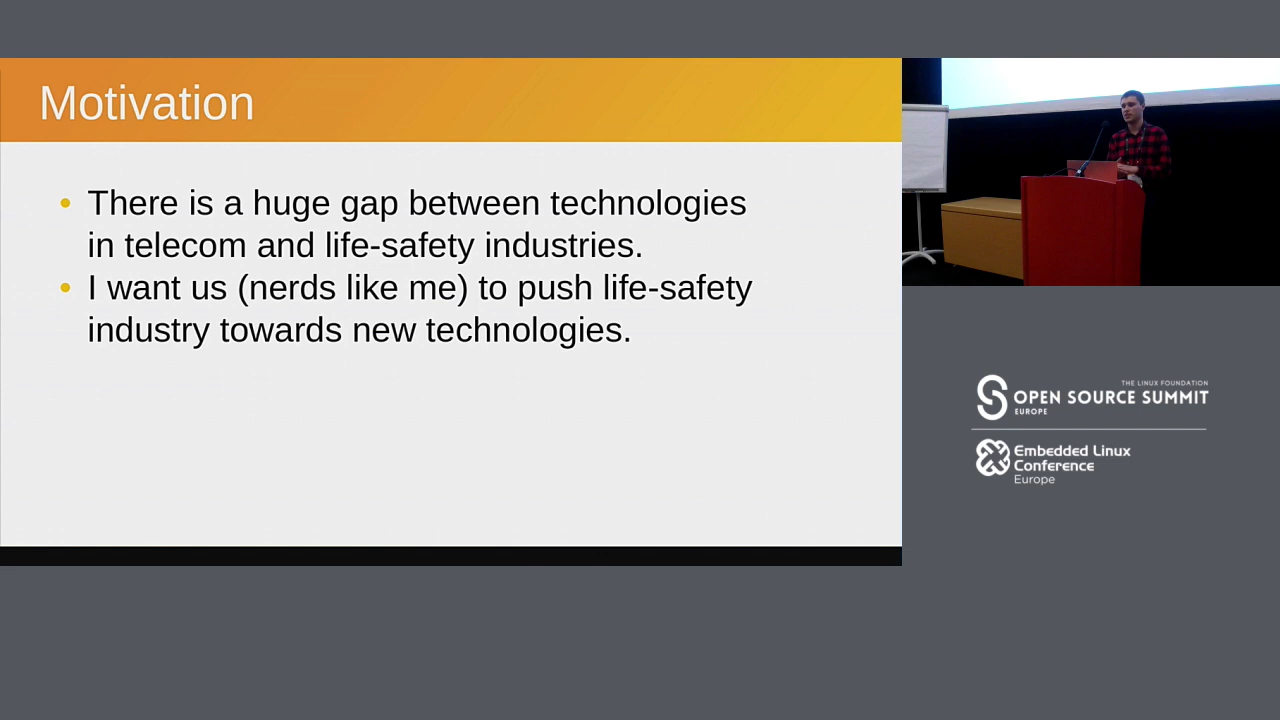 Motivation
• There is a huge gap between technologies
in telecom and life-safety industries.
• I want us (nerds like me) to push life-safety
industry towards new technologies.
THE LINUX FOUNDATION
OPEN SOURCE SUMMIT
EUROPE
Embedded Linux
Conference
Europe